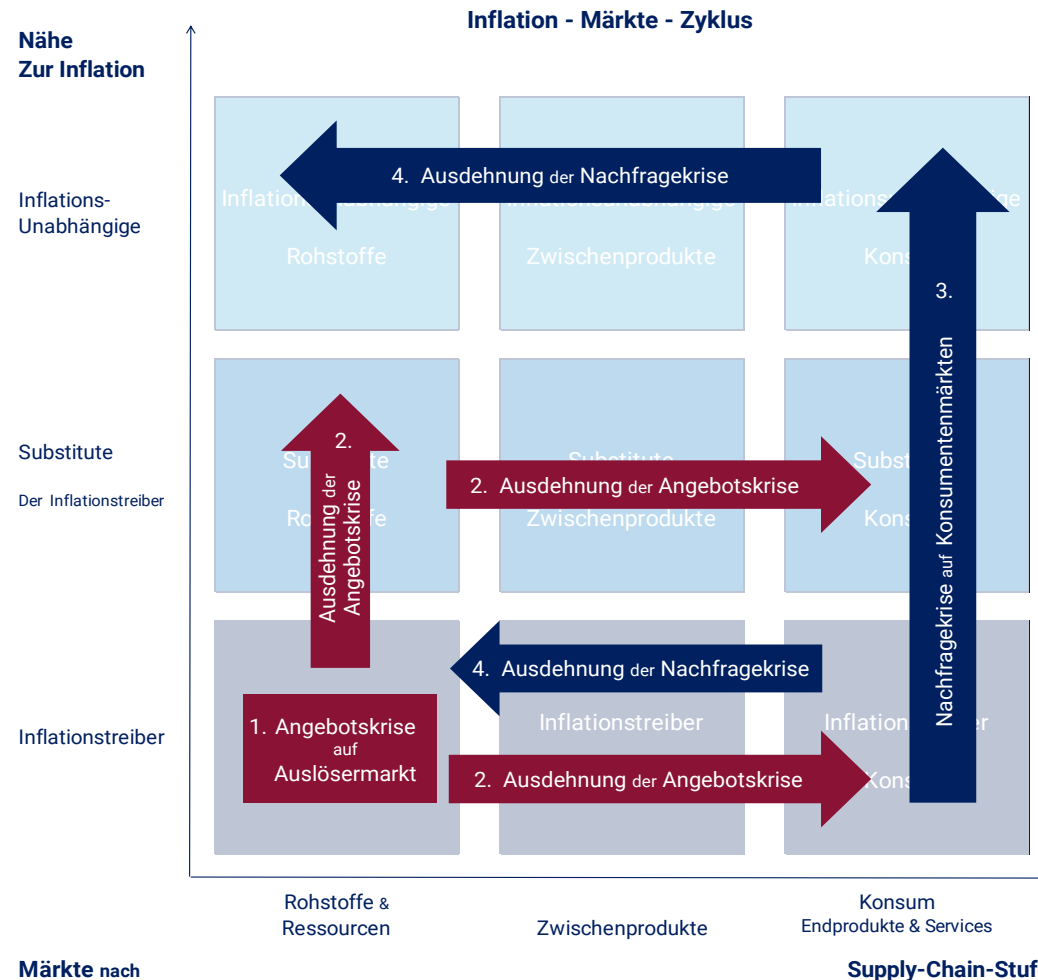 Inflation - Märkte - Zyklus
Nähe
Zur Inflation
Inflations-
Unabhängige
4. Ausdehnung der Nachfragekrise
Rohstoffe
Zwischenprodukte
3. Nachfragekrise auf Konsumentenmärkten
Substitute
Der Inflationstreiber
2. Ausdehnung der
Angebotskrise
2. Ausdehnung der Angebotskrise
Substitute
Zwischenprodukte
Inflationstreiber
4. Ausdehnung der Nachfragekrise
Inflationstreiber
1. Angebotskrise
auf
Auslösermarkt
2. Ausdehnung der Angebotskrise
Rohstoffe &
Ressourcen
Zwischenprodukte
Konsum
Endprodukte & Services
Märkte nach
Supply-Chain-Stuf